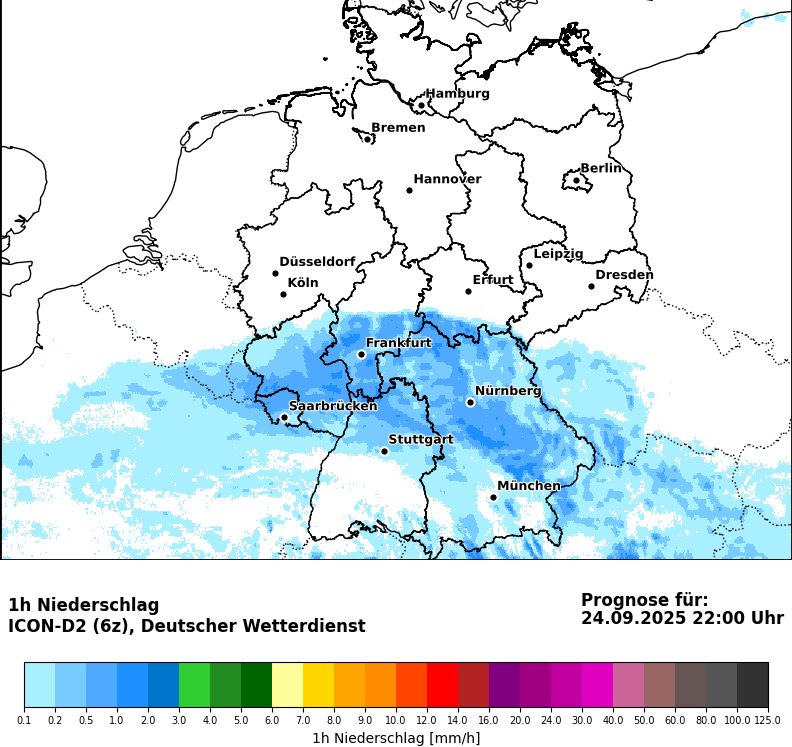 Hamburg
Bremen
Berlin
Hannover
Leipzig
Düsseldorf
Dresden
Erfurt
Köln
Frankfurt
Nürnberg
Saarbrücken
Stuttgart
München
1h Niederschlag
ICON-D2 (6z), Deutscher Wetterdienst
Prognose für:
24.09.2025 22:00 Uhr
0.1 0.2 0.5 1.0 2.0 3.0 4.0 5.0 6.0 7.0 8.0 9.0 10.0 12.0 14.0 16.0 20.0 24.0 30.0 40.0 50.0 60.0 80.0 100.0 125.0
1h Niederschlag [mm/h]